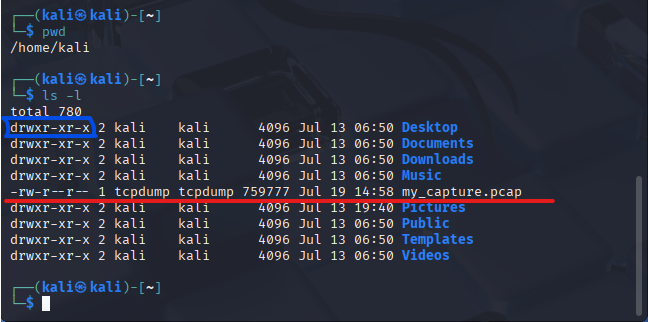 ┌──(kali㉿kali)-[~]
└─$ pwd
/home/kali
┌──(kali㉿kali)-[~]
└─$ ls -l
total 780
drwxr-xr-x 2 kali    kali      4096 Jul 13 06:50 Desktop
drwxr-xr-x 2 kali    kali      4096 Jul 13 06:50 Documents
drwxr-xr-x 2 kali    kali      4096 Jul 13 06:50 Downloads
drwxr-xr-x 2 kali    kali      4096 Jul 13 06:50 Music
-rw-r--r-- 1 tcpdump tcpdump 759777 Jul 19 14:58 my_capture.pcap
drwxr-xr-x 2 kali    kali      4096 Jul 13 19:40 Pictures
drwxr-xr-x 2 kali    kali      4096 Jul 13 06:50 Public
drwxr-xr-x 2 kali    kali      4096 Jul 13 06:50 Templates
drwxr-xr-x 2 kali    kali      4096 Jul 13 06:50 Videos
┌──(kali㉿kali)-[~]
└─$